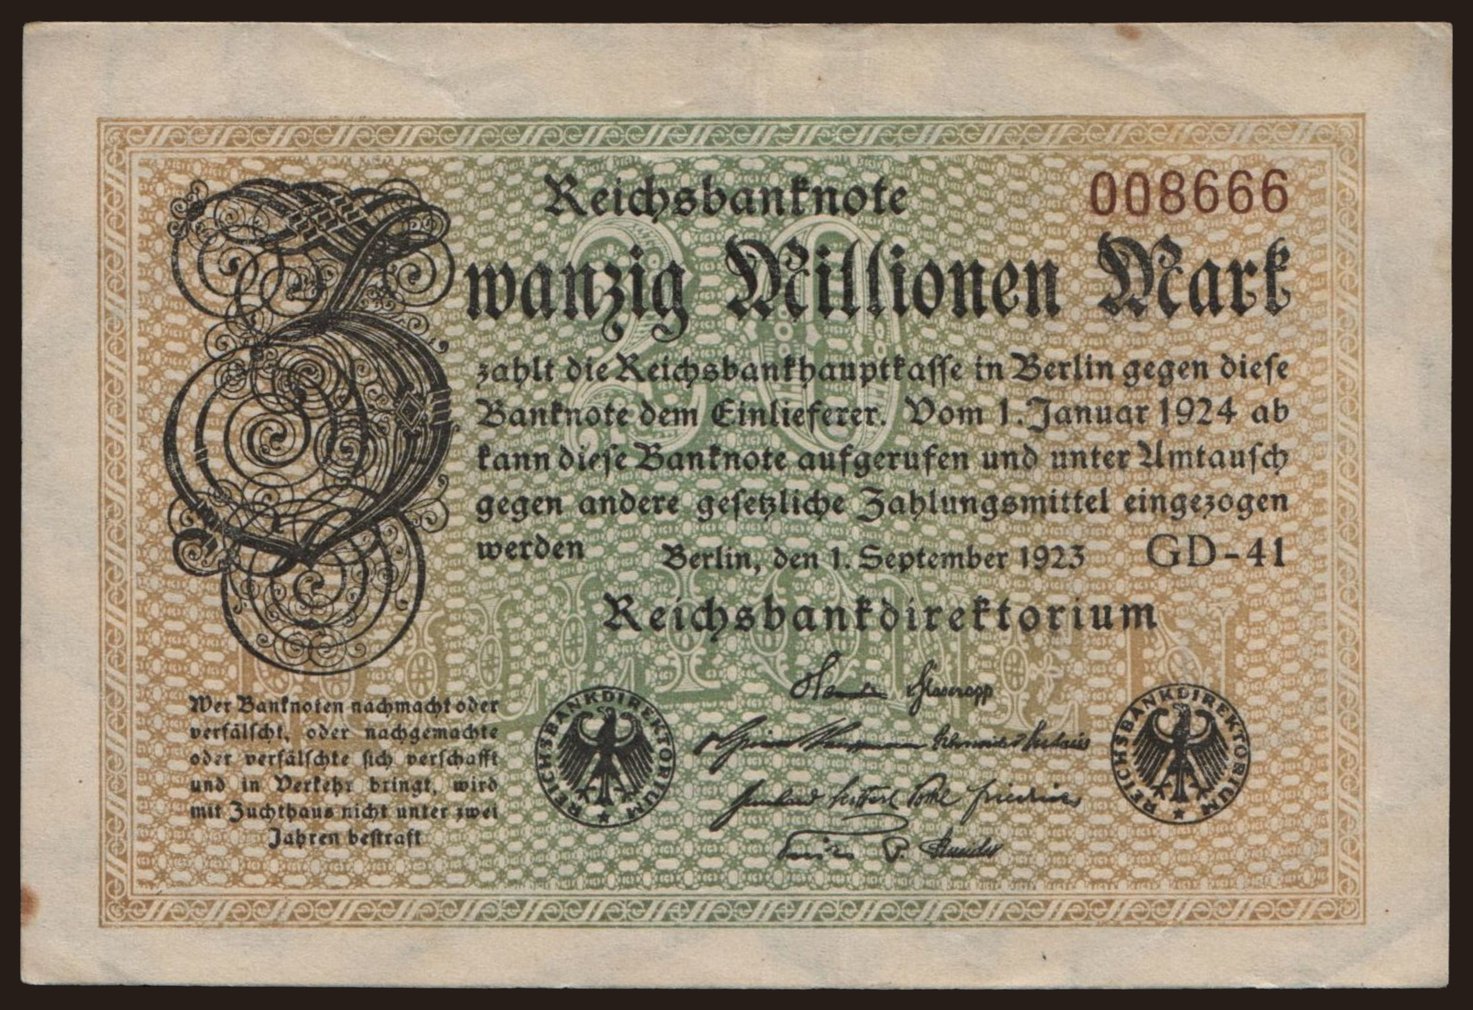 Reichsbanknote
008666
Zwanzig Millionen Mark
20
zahlt die Reichsbankhauptkasse in Berlin gegen diese
Banknote dem Einlieferer. Vom 1. Januar 1924 ab
kann diese Banknote aufgerufen und unter Umtausch
gegen andere gesetzliche Zahlungsmittel eingezogen
werden
Berlin, den 1. September 1923
GD-41
MILLIONEN
Reichsbankdirektorium
Wer Banknoten nachmacht oder
verfälscht, oder nachgemachte
oder verfälschte sich verschafft
und in Verkehr bringt, wird
mit Zuchthaus nicht unter zwei
Jahren bestraft
REICHSBANKDIREKTORIUM
REICHSBANKDIREKTORIUM